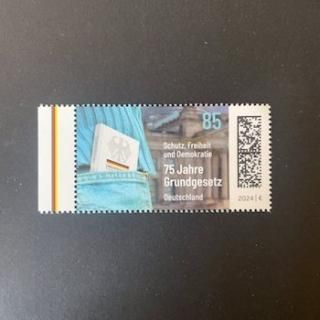 85
Schutz, Freiheit
und Demokratie
75 Jahre
Grundgesetz
Deutschland
2024 | €